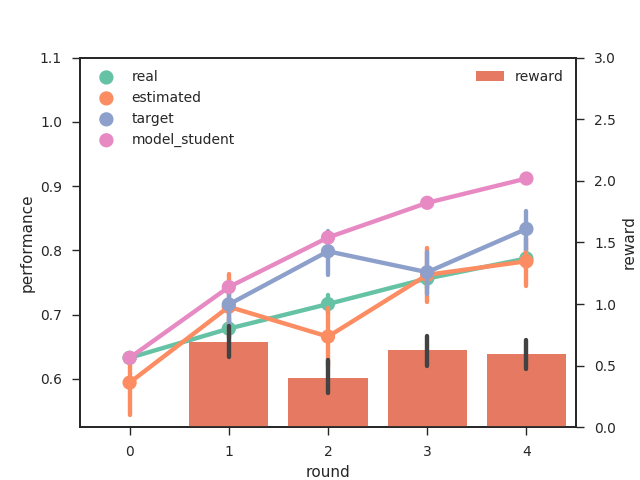 1.1
1.0
0.9
0.8
0.7
0.6
performance
real
estimated
target
model_student
reward
3.0
2.5
2.0
1.5
1.0
0.5
0.0
reward
0 1 2 3 4
round